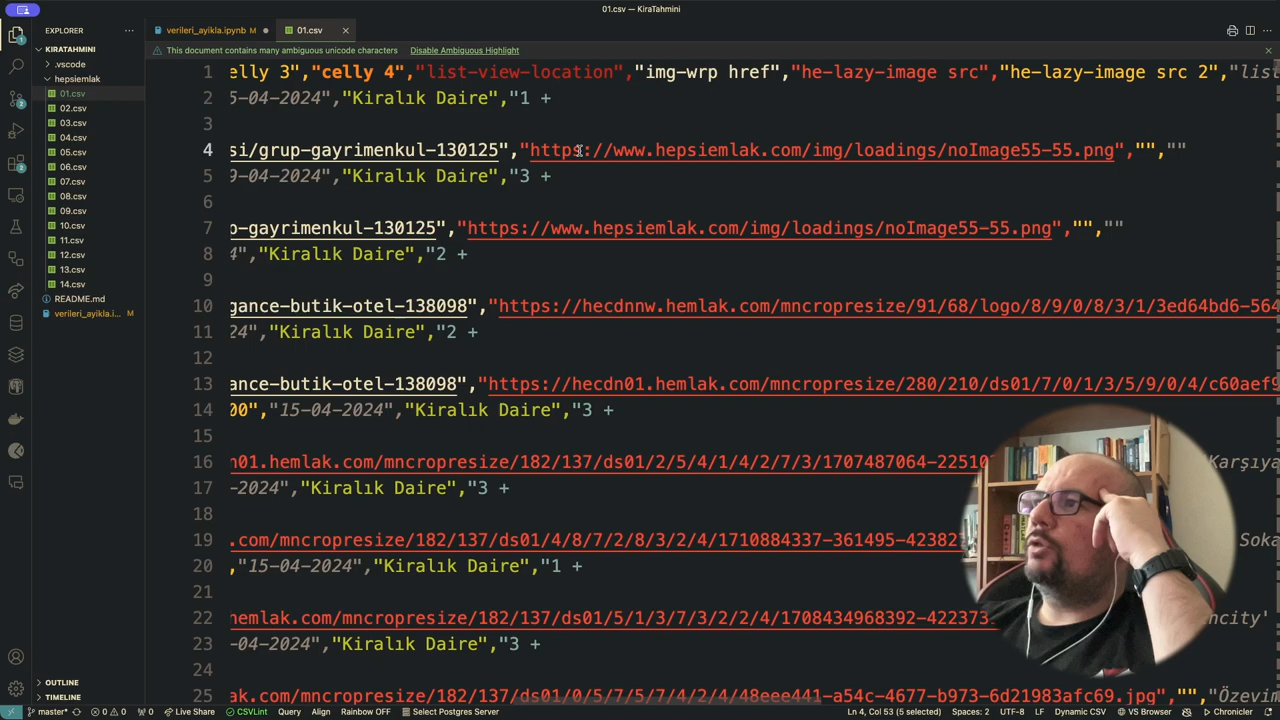 01.csv — KiraTahmini
EXPLORER
verileri_ayikla.ipynb M
01.csv
KIRATAHMINI
This document contains many ambiguous unicode characters
Disable Ambiguous Highlight
.vscode
hepsiemlak
01.csv
02.csv
03.csv
04.csv
05.csv
06.csv
07.csv
08.csv
09.csv
10.csv
11.csv
12.csv
13.csv
14.csv
README.md
verileri_ayikla.i... M
OUTLINE
TIMELINE
1 elly 3","celly 4","list-view-location","img-wrp href","he-lazy-image src","he-lazy-image src 2","list
2 5-04-2024","Kiralık Daire","1 +
3
4 si/grup-gayrimenkul-130125","https://www.hepsiemlak.com/img/loadings/noImage55-55.png","",""
5 9-04-2024","Kiralık Daire","3 +
6
7 p-gayrimenkul-130125","https://www.hepsiemlak.com/img/loadings/noImage55-55.png","",""
8 4","Kiralık Daire","2 +
9
10 gance-butik-otel-138098","https://hecdnnw.hemlak.com/mncropresize/91/68/logo/8/9/0/8/3/1/3ed64bd6-564
11 24","Kiralık Daire","2 +
12
13 ance-butik-otel-138098","https://hecdn01.hemlak.com/mncropresize/280/210/ds01/7/0/1/3/5/9/0/4/c60aef9
14 00","15-04-2024","Kiralık Daire","3 +
15
16 n01.hemlak.com/mncropresize/182/137/ds01/2/5/4/1/4/2/7/3/1707487064-22510 Karşıya
17 -2024","Kiralık Daire","3 +
18
19 .com/mncropresize/182/137/ds01/4/8/7/2/8/3/2/4/1710884337-361495-42382 Soka
20 ,"15-04-2024","Kiralık Daire","1 +
21
22 hemlak.com/mncropresize/182/137/ds01/5/1/3/7/3/2/2/4/1708434968392-42237 ncity'
23 -04-2024","Kiralık Daire","3 +
24
25 ak.com/mncropresize/182/137/ds01/0/5/7/5/7/4/2/4/48eee441-a54c-4677-b973-6d21983afc69.jpg","","Özevim
master* 0 0 0 Live Share CSVLint Query Align Rainbow OFF Select Postgres Server Ln 4, Col 53 (5 selected) Spaces: 2 UTF-8 LF Dynamic CSV VS Browser Chronicler